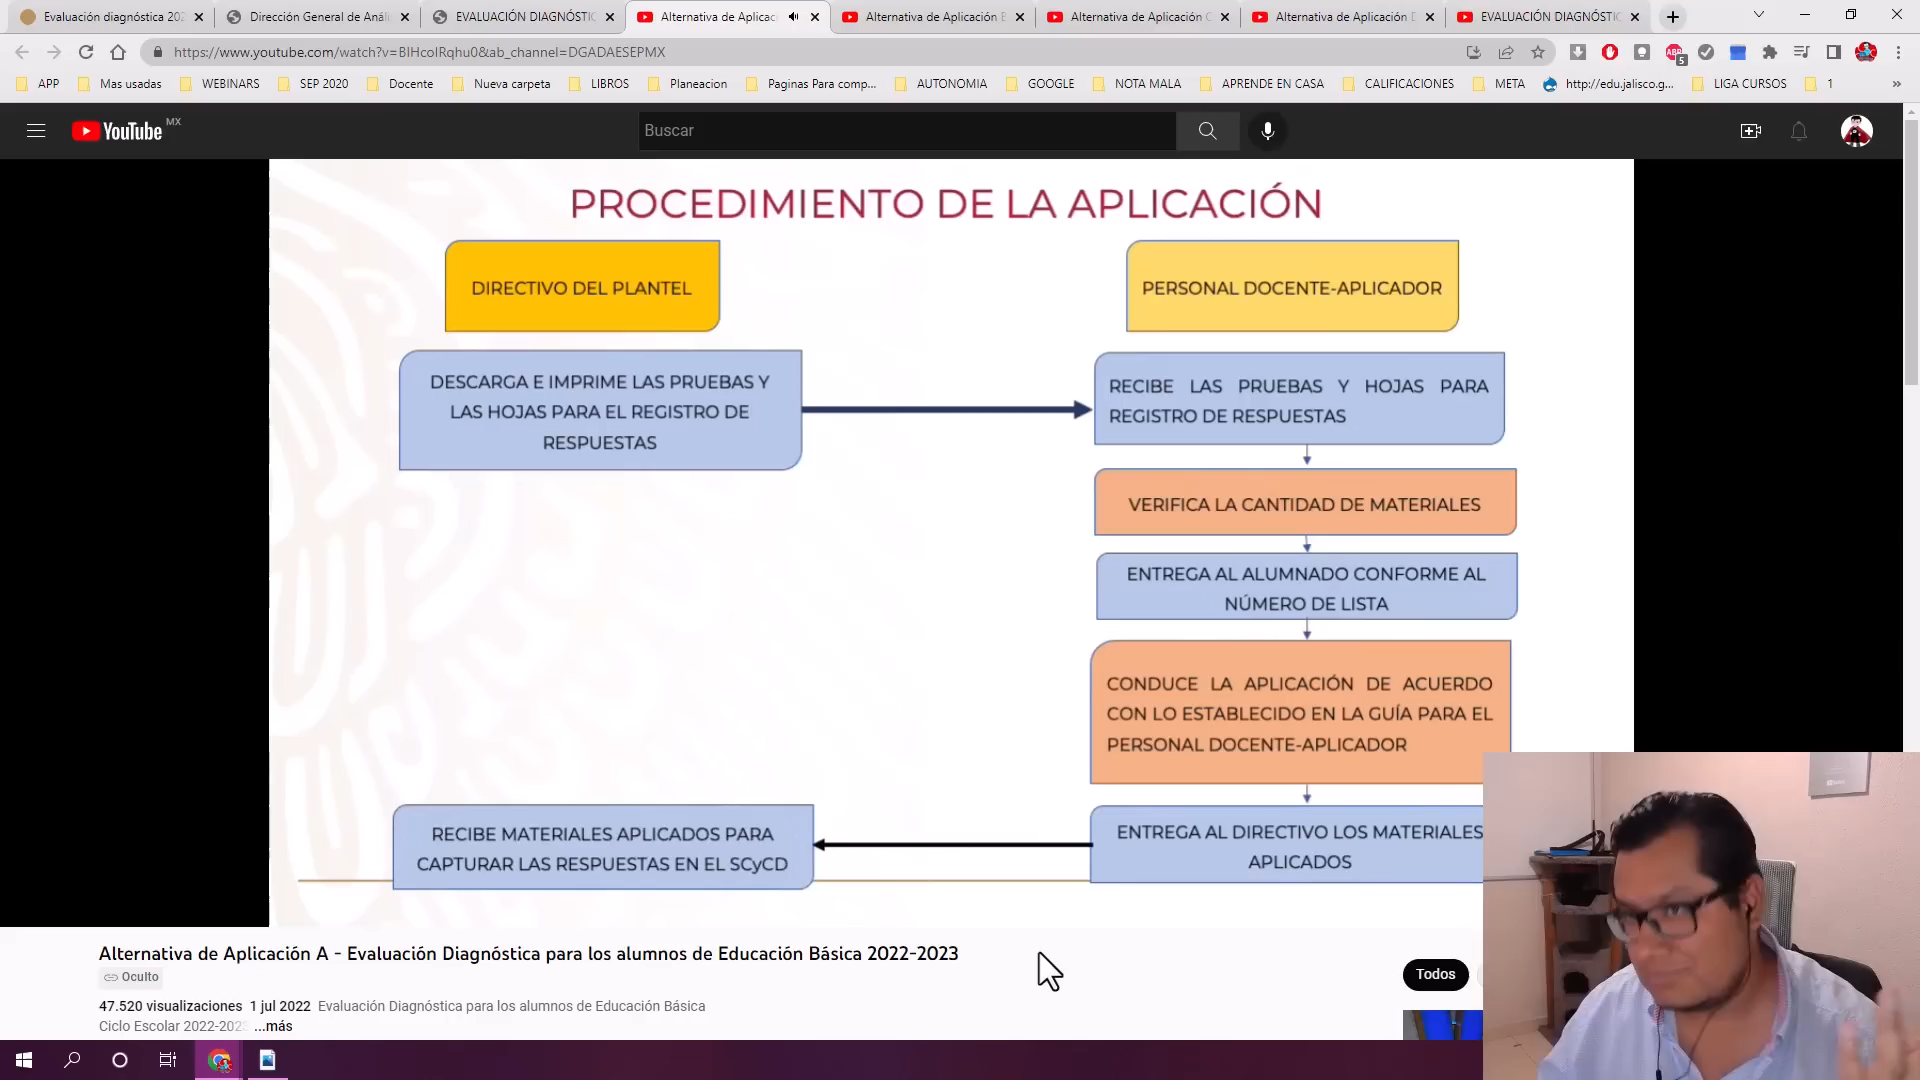 Evaluación diagnóstica 202
Dirección General de Análi
EVALUACIÓN DIAGNÓSTIC
Alternativa de Aplicac
Alternativa de Aplicación B
Alternativa de Aplicación C
Alternativa de Aplicación D
EVALUACIÓN DIAGNÓSTIC
https://www.youtube.com/watch?v=BIHcoIRqhu0&ab_channel=DGADAESEPMX
ABP
5
APP
Mas usadas
WEBINARS
SEP 2020
Docente
Nueva carpeta
LIBROS
Planeacion
Paginas Para comp...
AUTONOMIA
GOOGLE
NOTA MALA
APRENDE EN CASA
CALIFICACIONES
META
http://edu.jalisco.g...
LIGA CURSOS
1
YouTube MX
Buscar
PROCEDIMIENTO DE LA APLICACIÓN
DIRECTIVO DEL PLANTEL
PERSONAL DOCENTE-APLICADOR
DESCARGA E IMPRIME LAS PRUEBAS Y
LAS HOJAS PARA EL REGISTRO DE
RESPUESTAS
RECIBE LAS PRUEBAS Y HOJAS PARA
REGISTRO DE RESPUESTAS
VERIFICA LA CANTIDAD DE MATERIALES
ENTREGA AL ALUMNADO CONFORME AL
NÚMERO DE LISTA
CONDUCE LA APLICACIÓN DE ACUERDO
CON LO ESTABLECIDO EN LA GUÍA PARA EL
PERSONAL DOCENTE-APLICADOR
ENTREGA AL DIRECTIVO LOS MATERIALES
APLICADOS
RECIBE MATERIALES APLICADOS PARA
CAPTURAR LAS RESPUESTAS EN EL SCyCD
Alternativa de Aplicación A - Evaluación Diagnóstica para los alumnos de Educación Básica 2022-2023
Oculto
47.520 visualizaciones 1 jul 2022 Evaluación Diagnóstica para los alumnos de Educación Básica
Ciclo Escolar 2022-2023 ...más
Todos